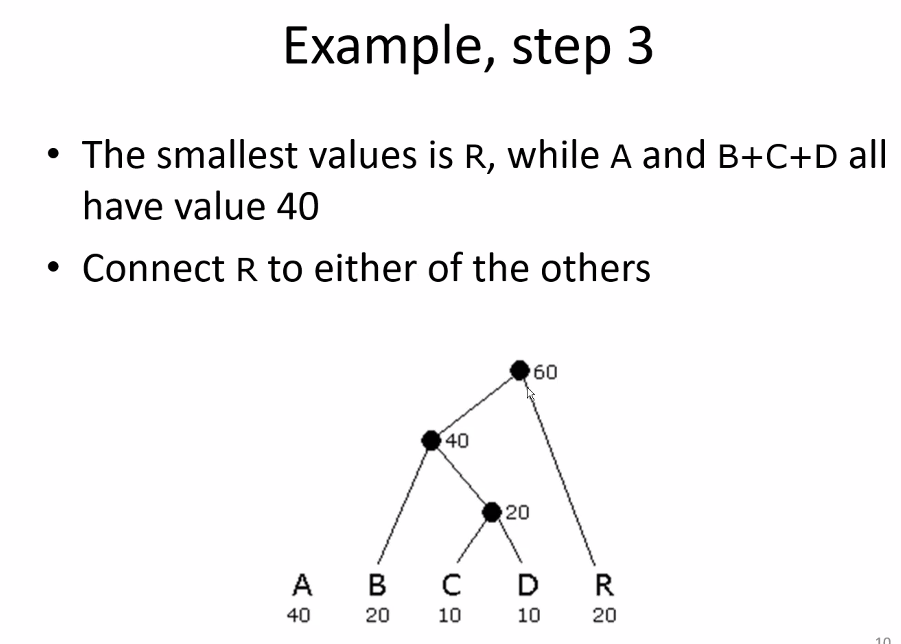 Example, step 3
• The smallest values is R, while A and B+C+D all
have value 40
• Connect R to either of the others
60
40
20
A B C D R
40 20 10 10 20
10